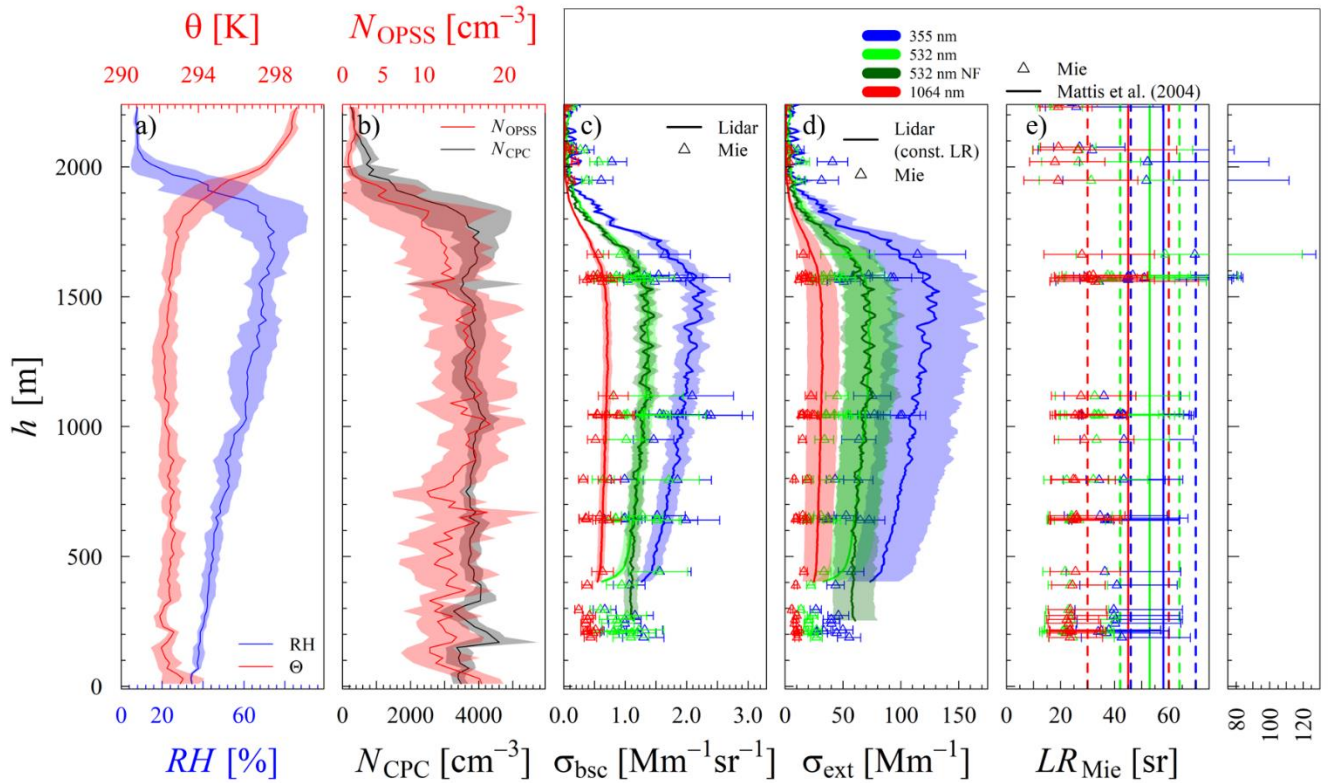 θ [K]
290 294 298
N_OPSS [cm⁻³]
0 10 20
355 nm
532 nm
532 nm NF
1064 nm
Mie
Mattis et al. (2004)
a)
b)
N_OPSS
N_CPC
c)
Lidar
Mie
d)
Lidar
(const. LR)
Mie
e)
2000
1500
1000
500
0
h [m]
RH
Θ
0 20 60
RH [%]
0 2000 4000
N_CPC [cm⁻³]
0.0 1.0 2.0 3.0
σ_bsc [Mm⁻¹sr⁻¹]
0 50 100 150
σ_ext [Mm⁻¹]
0 20 40 60
LR_Mie [sr]
80 100 120